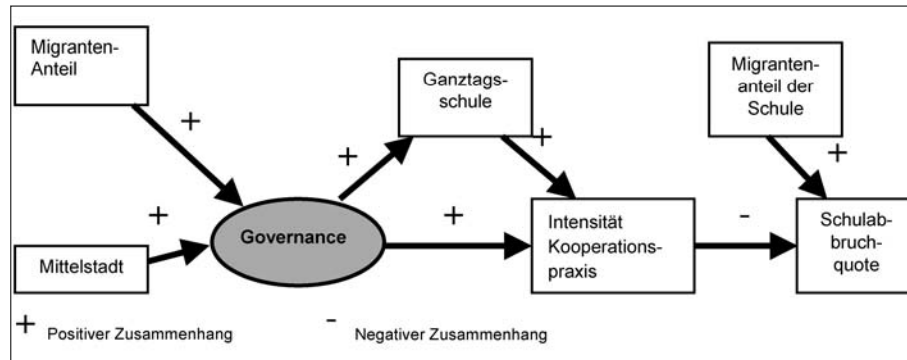 Migranten-
Anteil
Ganztags-
schule
Migranten-
anteil der
Schule
+
+
+
+
+
Mittelstadt
Governance
+
Intensität
Kooperations-
praxis
-
Schulab-
bruch-
quote
+ Positiver Zusammenhang
- Negativer Zusammenhang